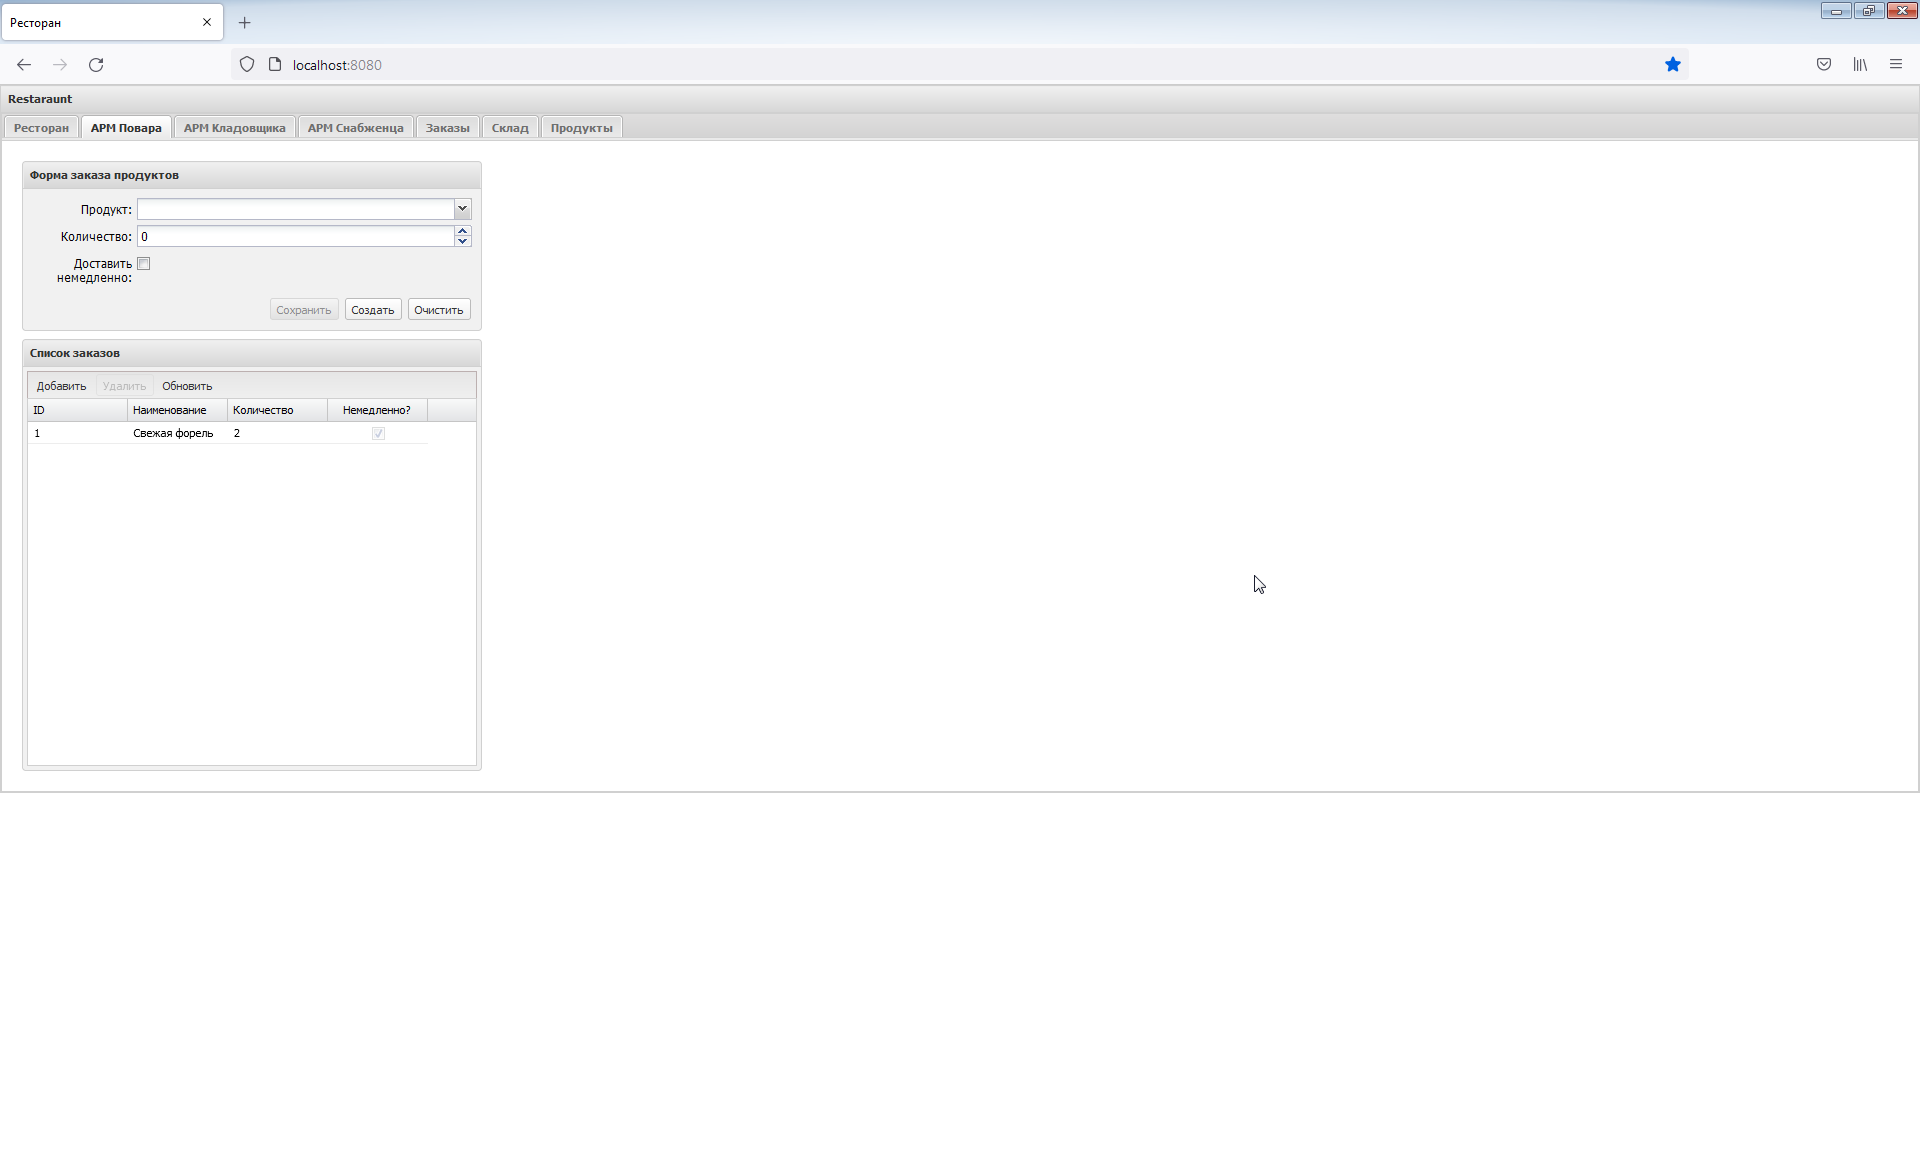 Ресторан
localhost:8080
Restaraunt
Ресторан АРМ Повара АРМ Кладовщика АРМ Снабженца Заказы Склад Продукты
Форма заказа продуктов
Продукт:
Количество: 0
Доставить
немедленно:
Сохранить Создать Очистить
Список заказов
Добавить Удалить Обновить
ID Наименование Количество Немедленно?
1 Свежая форель 2